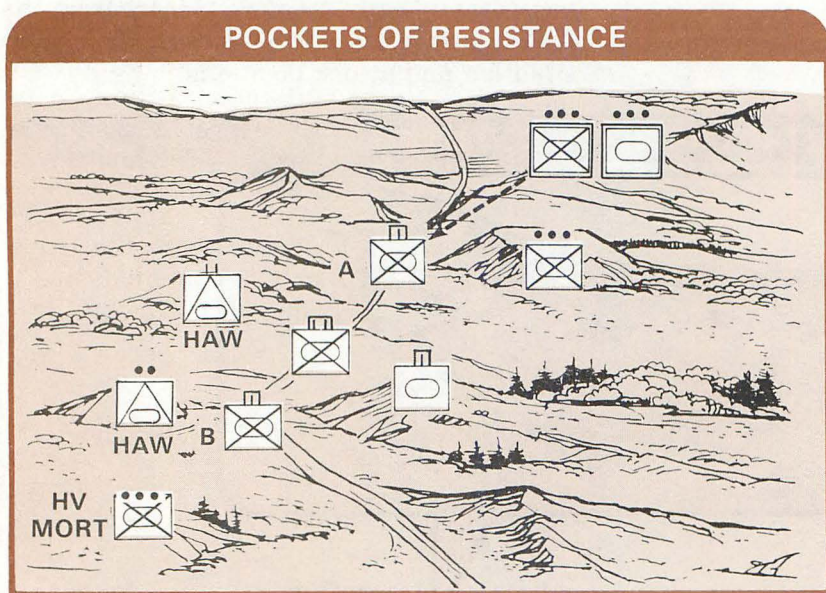 POCKETS OF RESISTANCE
A
HAW
HAW
B
HV
MORT